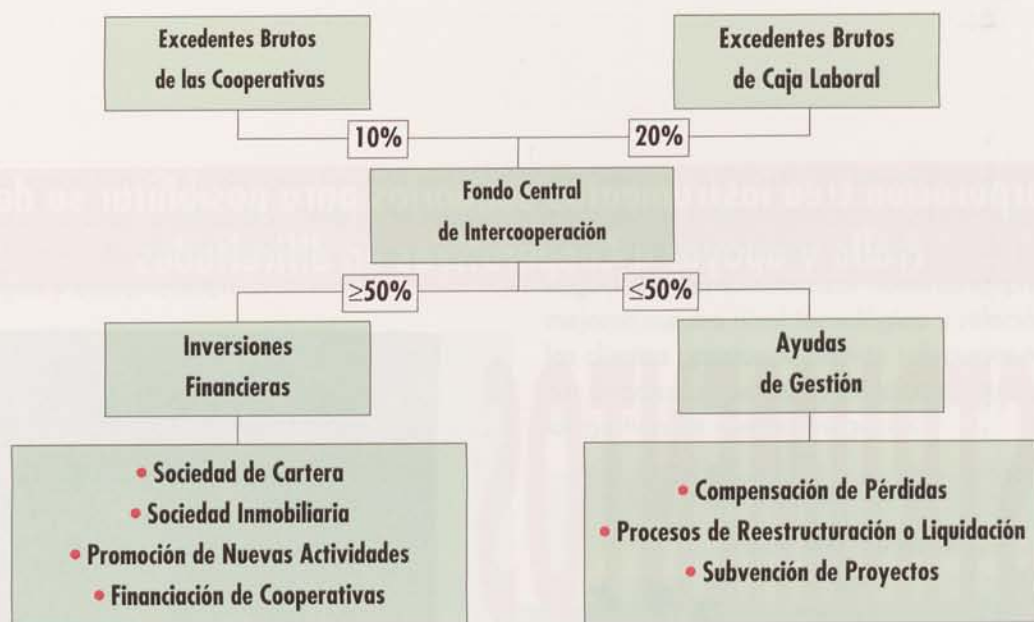 Excedentes Brutos
de las Cooperativas
Excedentes Brutos
de Caja Laboral
10%
20%
Fondo Central
de Intercooperación
≥50%
≤50%
Inversiones
Financieras
Ayudas
de Gestión
• Sociedad de Cartera
• Sociedad Inmobiliaria
• Promoción de Nuevas Actividades
• Financiación de Cooperativas
• Compensación de Pérdidas
• Procesos de Reestructuración o Liquidación
• Subvención de Proyectos